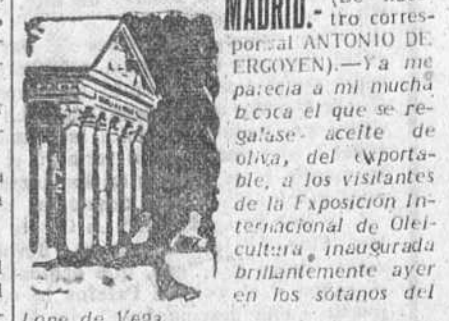 MADRID.- (De nues-
tro corres-
ponsal ANTONIO DE
ERGOYEN).—Ya me
parecía a mi mucha
bicoca el que se re-
galase aceite de
oliva, del exporta-
ble, a los visitantes
de la Exposición In-
ternacional de Olei-
cultura, inaugurada
brillantemente ayer
en los sótanos del
Lope de Vega